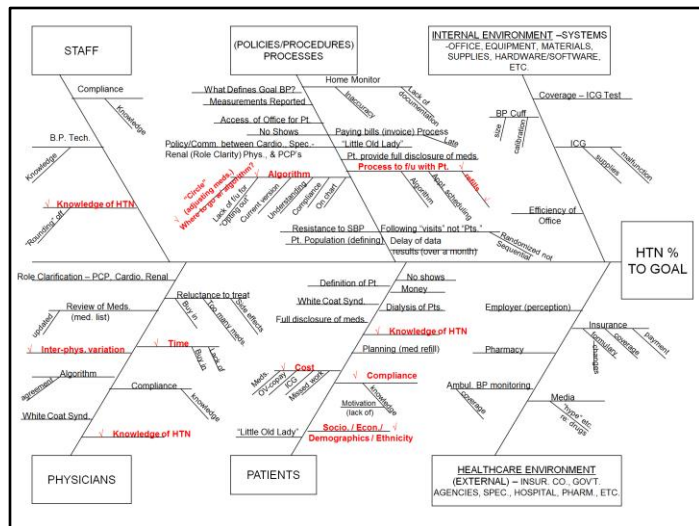 STAFF
(POLICIES/PROCEDURES)
PROCESSES
INTERNAL ENVIRONMENT –SYSTEMS
-OFFICE, EQUIPMENT, MATERIALS,
SUPPLIES, HARDWARE/SOFTWARE,
ETC.
Compliance
Knowledge
B.P. Tech.
Knowledge
√ Knowledge of HTN
"Rounding" off
Home Monitor
Inaccuracy
Lack of
documentation
What Defines Goal BP?
Measurements Reported
Access. of Office for Pt.
No Shows
Paying bills (invoice) Process
Late
Policy/Comm. between Cardio, Spec.-
Renal (Role Clarity) Phys., & PCP's
"Little Old Lady"
Pt. provide full disclosure of meds.
Process to f/u with Pt.
√ Algorithm
"Circle"
(adjusting meds.)
√ Where to go w/ algorithm?
Lack of f/u for
"Opting out"
Current version
Understanding
Compliance
On chart
Algorithm
Appt. scheduling
√
√
Resistance to SBP
Pt. Population (defining)
Following "visits" not "Pts."
Delay of data
results (over a month)
Randomized not
Sequential
Coverage – ICG Test
BP Cuff
size
calibration
ICG
supplies
malfunction
Efficiency of
Office
HTN %
TO GOAL
Role Clarification – PCP, Cardio, Renal
Review of Meds.
(med. list)
updated
Reluctance to treat
Buy in
Too many meds.
Side effects
√ Inter-phys. variation
√ Time
Buy in
Lack of
Algorithm
agreement
Compliance
knowledge
White Coat Synd.
√ Knowledge of HTN
PHYSICIANS
Definition of Pt.
No shows
Money
White Coat Synd.
Dialysis of Pts.
Full disclosure of meds.
√ Knowledge of HTN
Planning (med refill)
√ Cost
Meds.
OV-copay
ICG
Missed work
√ Compliance
knowledge
Motivation
(lack of)
"Little Old Lady"
Socio. / Econ./ √
Demographics / Ethnicity
PATIENTS
Employer (perception)
Insurance
formulary
changes
coverage
payment
Pharmacy
Ambul. BP monitoring
coverage
Media
"hype" etc.
re: drugs
HEALTHCARE ENVIRONMENT
(EXTERNAL) – INSUR. CO., GOV'T.
AGENCIES, SPEC., HOSPITAL, PHARM., ETC.